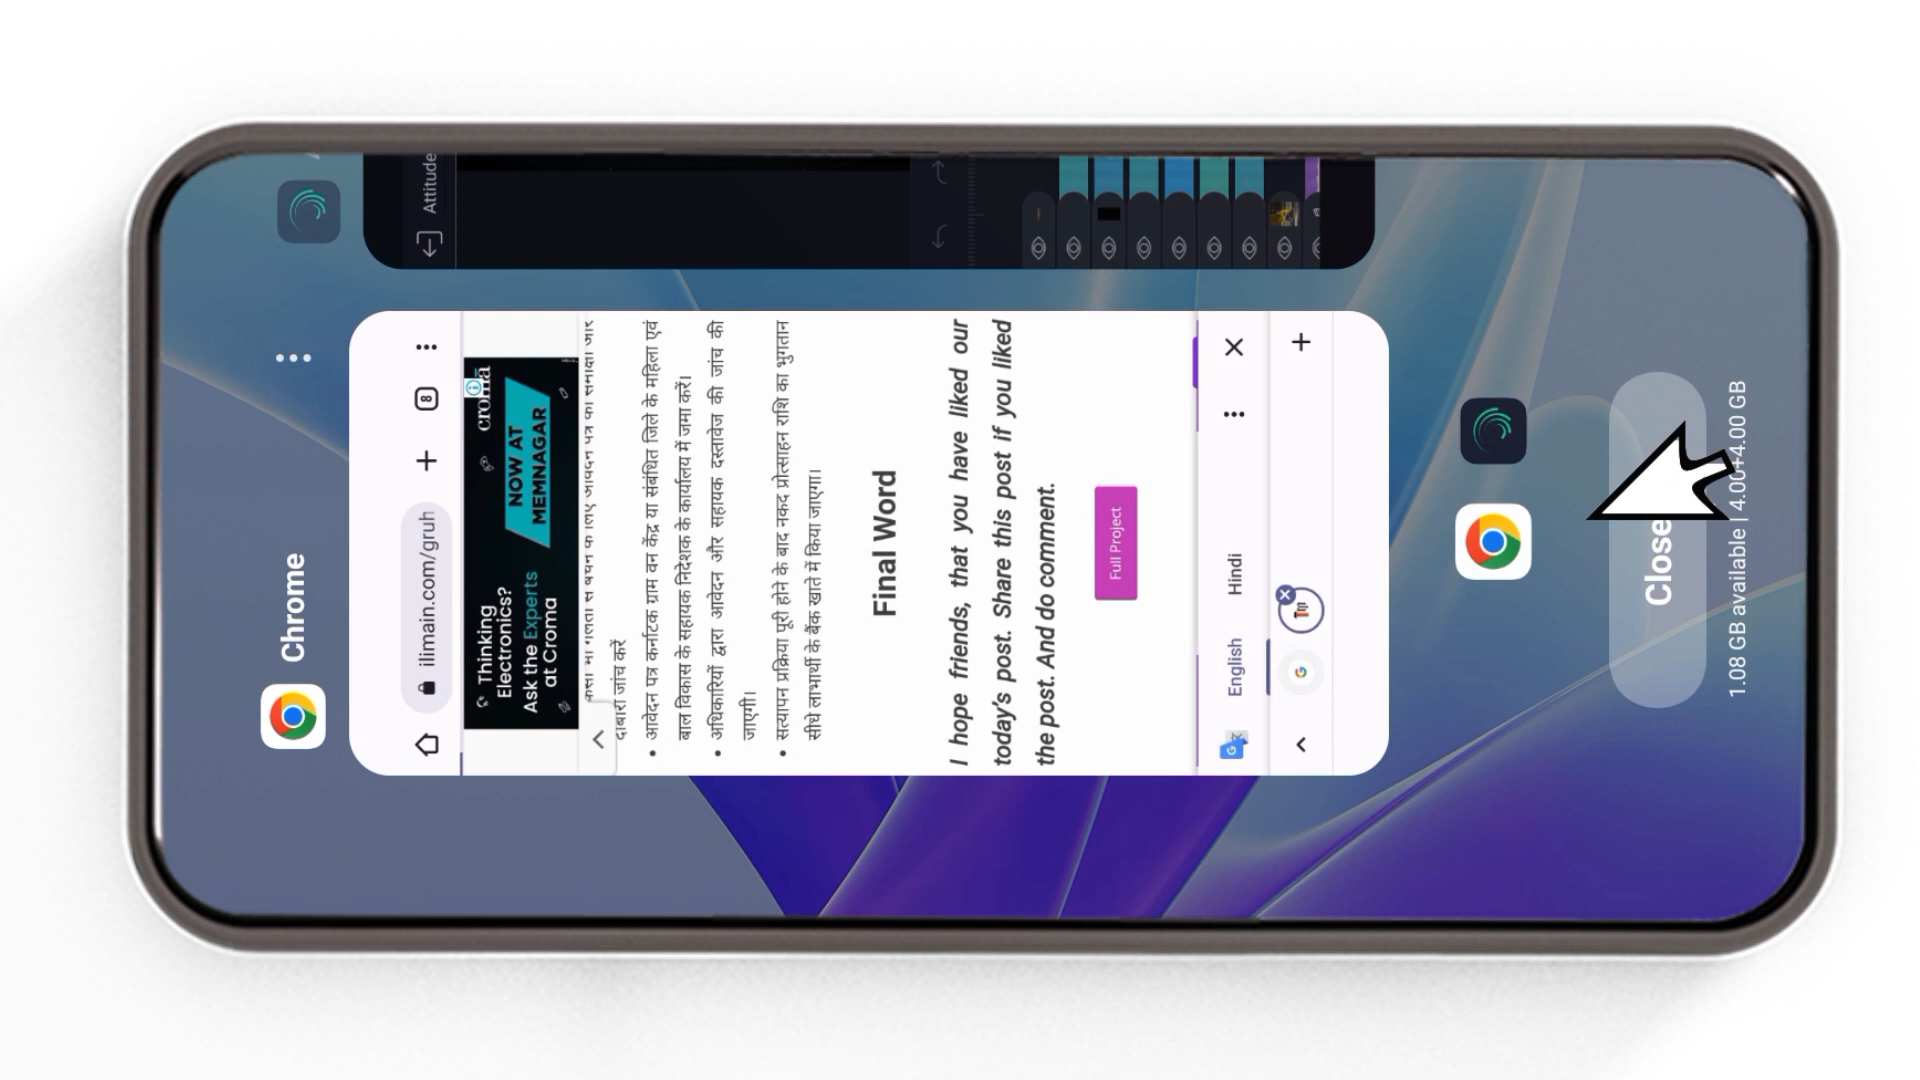 Attitude
Chrome
ilimain.com/gruh
8
Thinking
Electronics?
Ask the Experts
at Croma
cromā
NOW AT
MEMNAGAR
दोबारा जांच करें
• आवेदन पत्र कर्नाटक ग्राम वन केंद्र या संबंधित जिले के महिला एवं
बाल विकास के सहायक निदेशक के कार्यालय में जमा करें।
• अधिकारियों द्वारा आवेदन और सहायक दस्तावेज की जांच की
जाएगी।
• सत्यापन प्रक्रिया पूरी होने के बाद नकद प्रोत्साहन राशि का भुगतान
सीधे लाभार्थी के बैंक खाते में किया जाएगा।
Final Word
I hope friends, that you have liked our
today's post. Share this post if you liked
the post. And do comment.
Full Project
English Hindi
Close
1.08 GB available | 4.00+4.00 GB